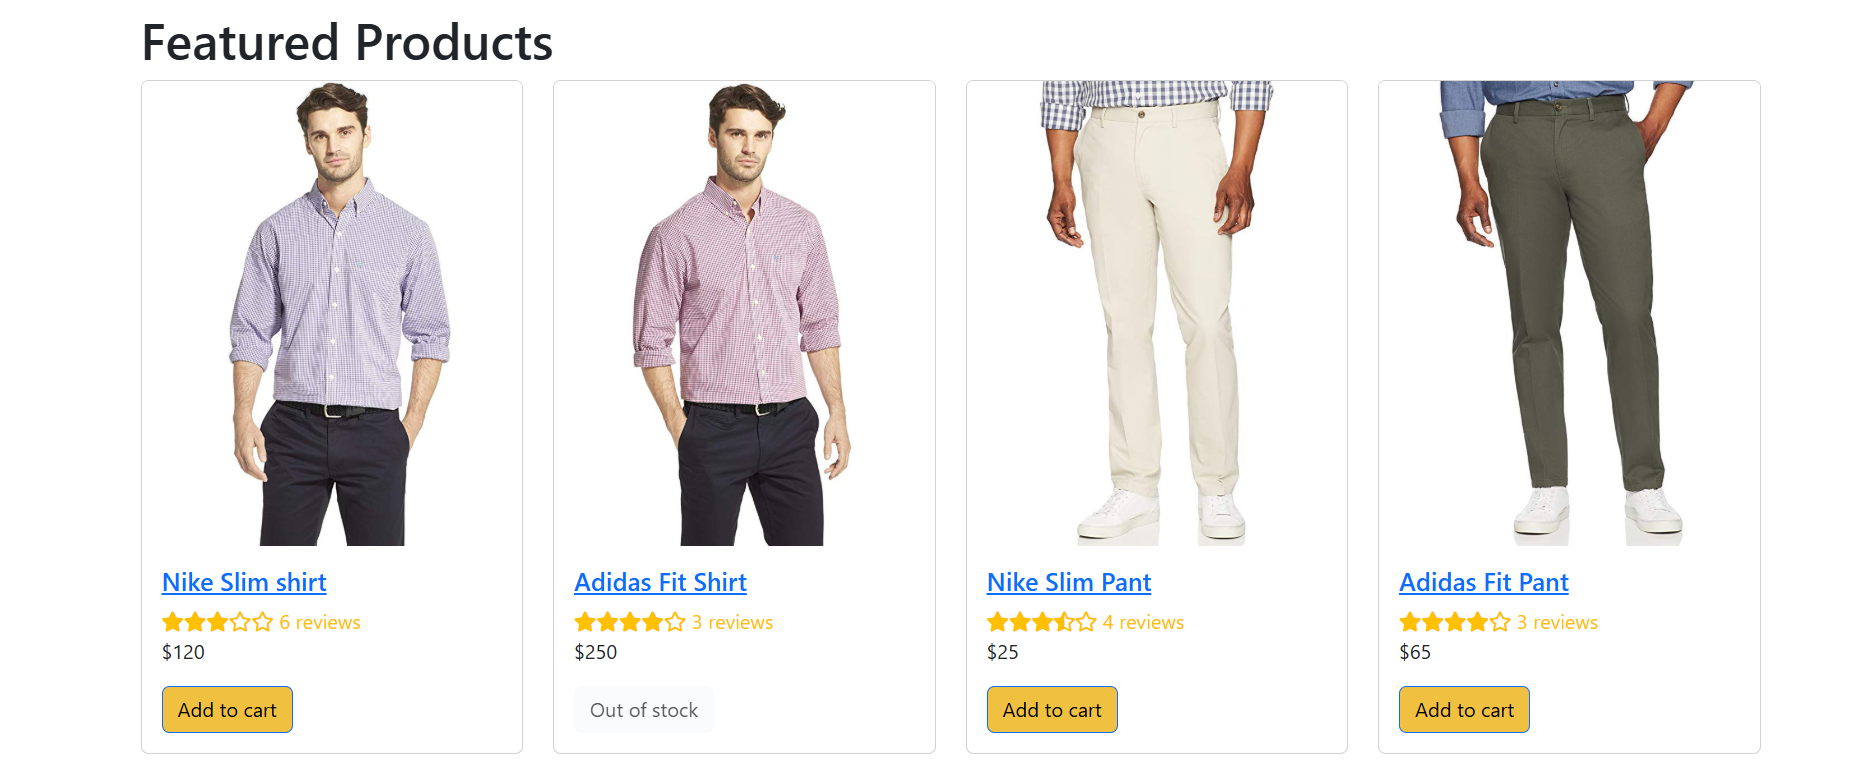 Featured Products
Nike Slim shirt
6 reviews
$120
Add to cart
Adidas Fit Shirt
3 reviews
$250
Out of stock
Nike Slim Pant
4 reviews
$25
Add to cart
Adidas Fit Pant
3 reviews
$65
Add to cart